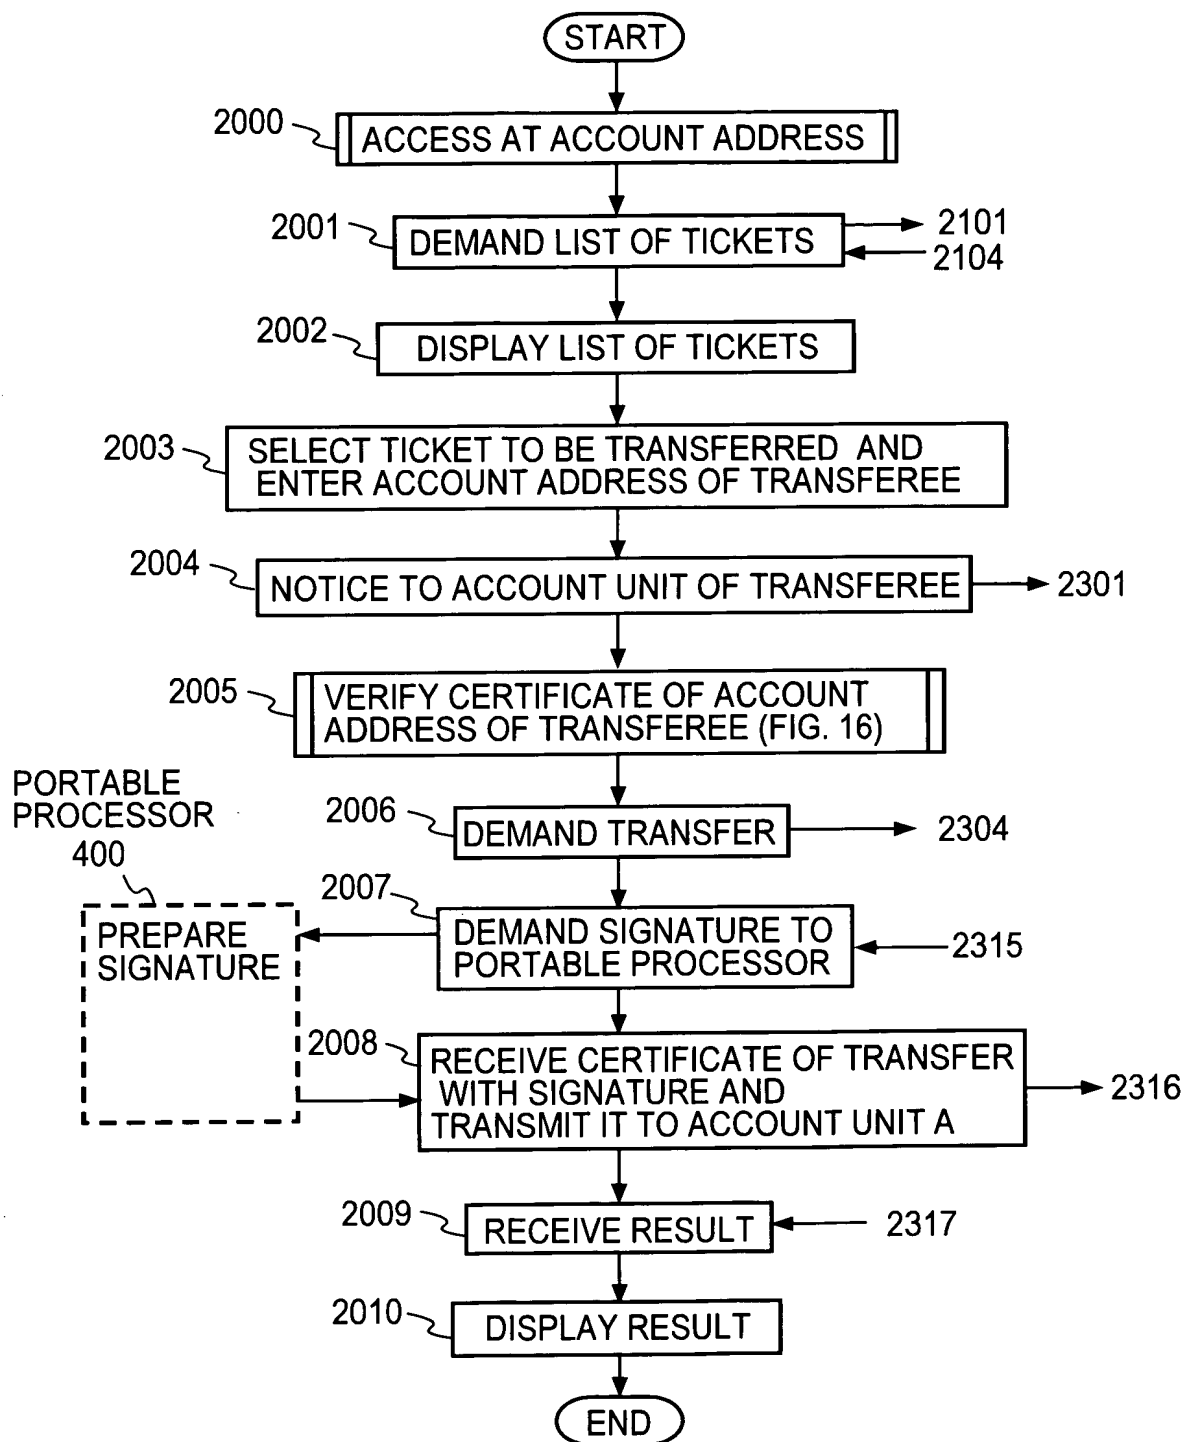 START
2000
ACCESS AT ACCOUNT ADDRESS
2001
DEMAND LIST OF TICKETS
2101
2104
2002
DISPLAY LIST OF TICKETS
2003
SELECT TICKET TO BE TRANSFERRED AND
ENTER ACCOUNT ADDRESS OF TRANSFEREE
2004
NOTICE TO ACCOUNT UNIT OF TRANSFEREE
2301
2005
VERIFY CERTIFICATE OF ACCOUNT
ADDRESS OF TRANSFEREE (FIG. 16)
PORTABLE
PROCESSOR
400
2006
DEMAND TRANSFER
2304
2007
PREPARE
SIGNATURE
DEMAND SIGNATURE TO
PORTABLE PROCESSOR
2315
2008
RECEIVE CERTIFICATE OF TRANSFER
WITH SIGNATURE AND
TRANSMIT IT TO ACCOUNT UNIT A
2316
2009
RECEIVE RESULT
2317
2010
DISPLAY RESULT
END